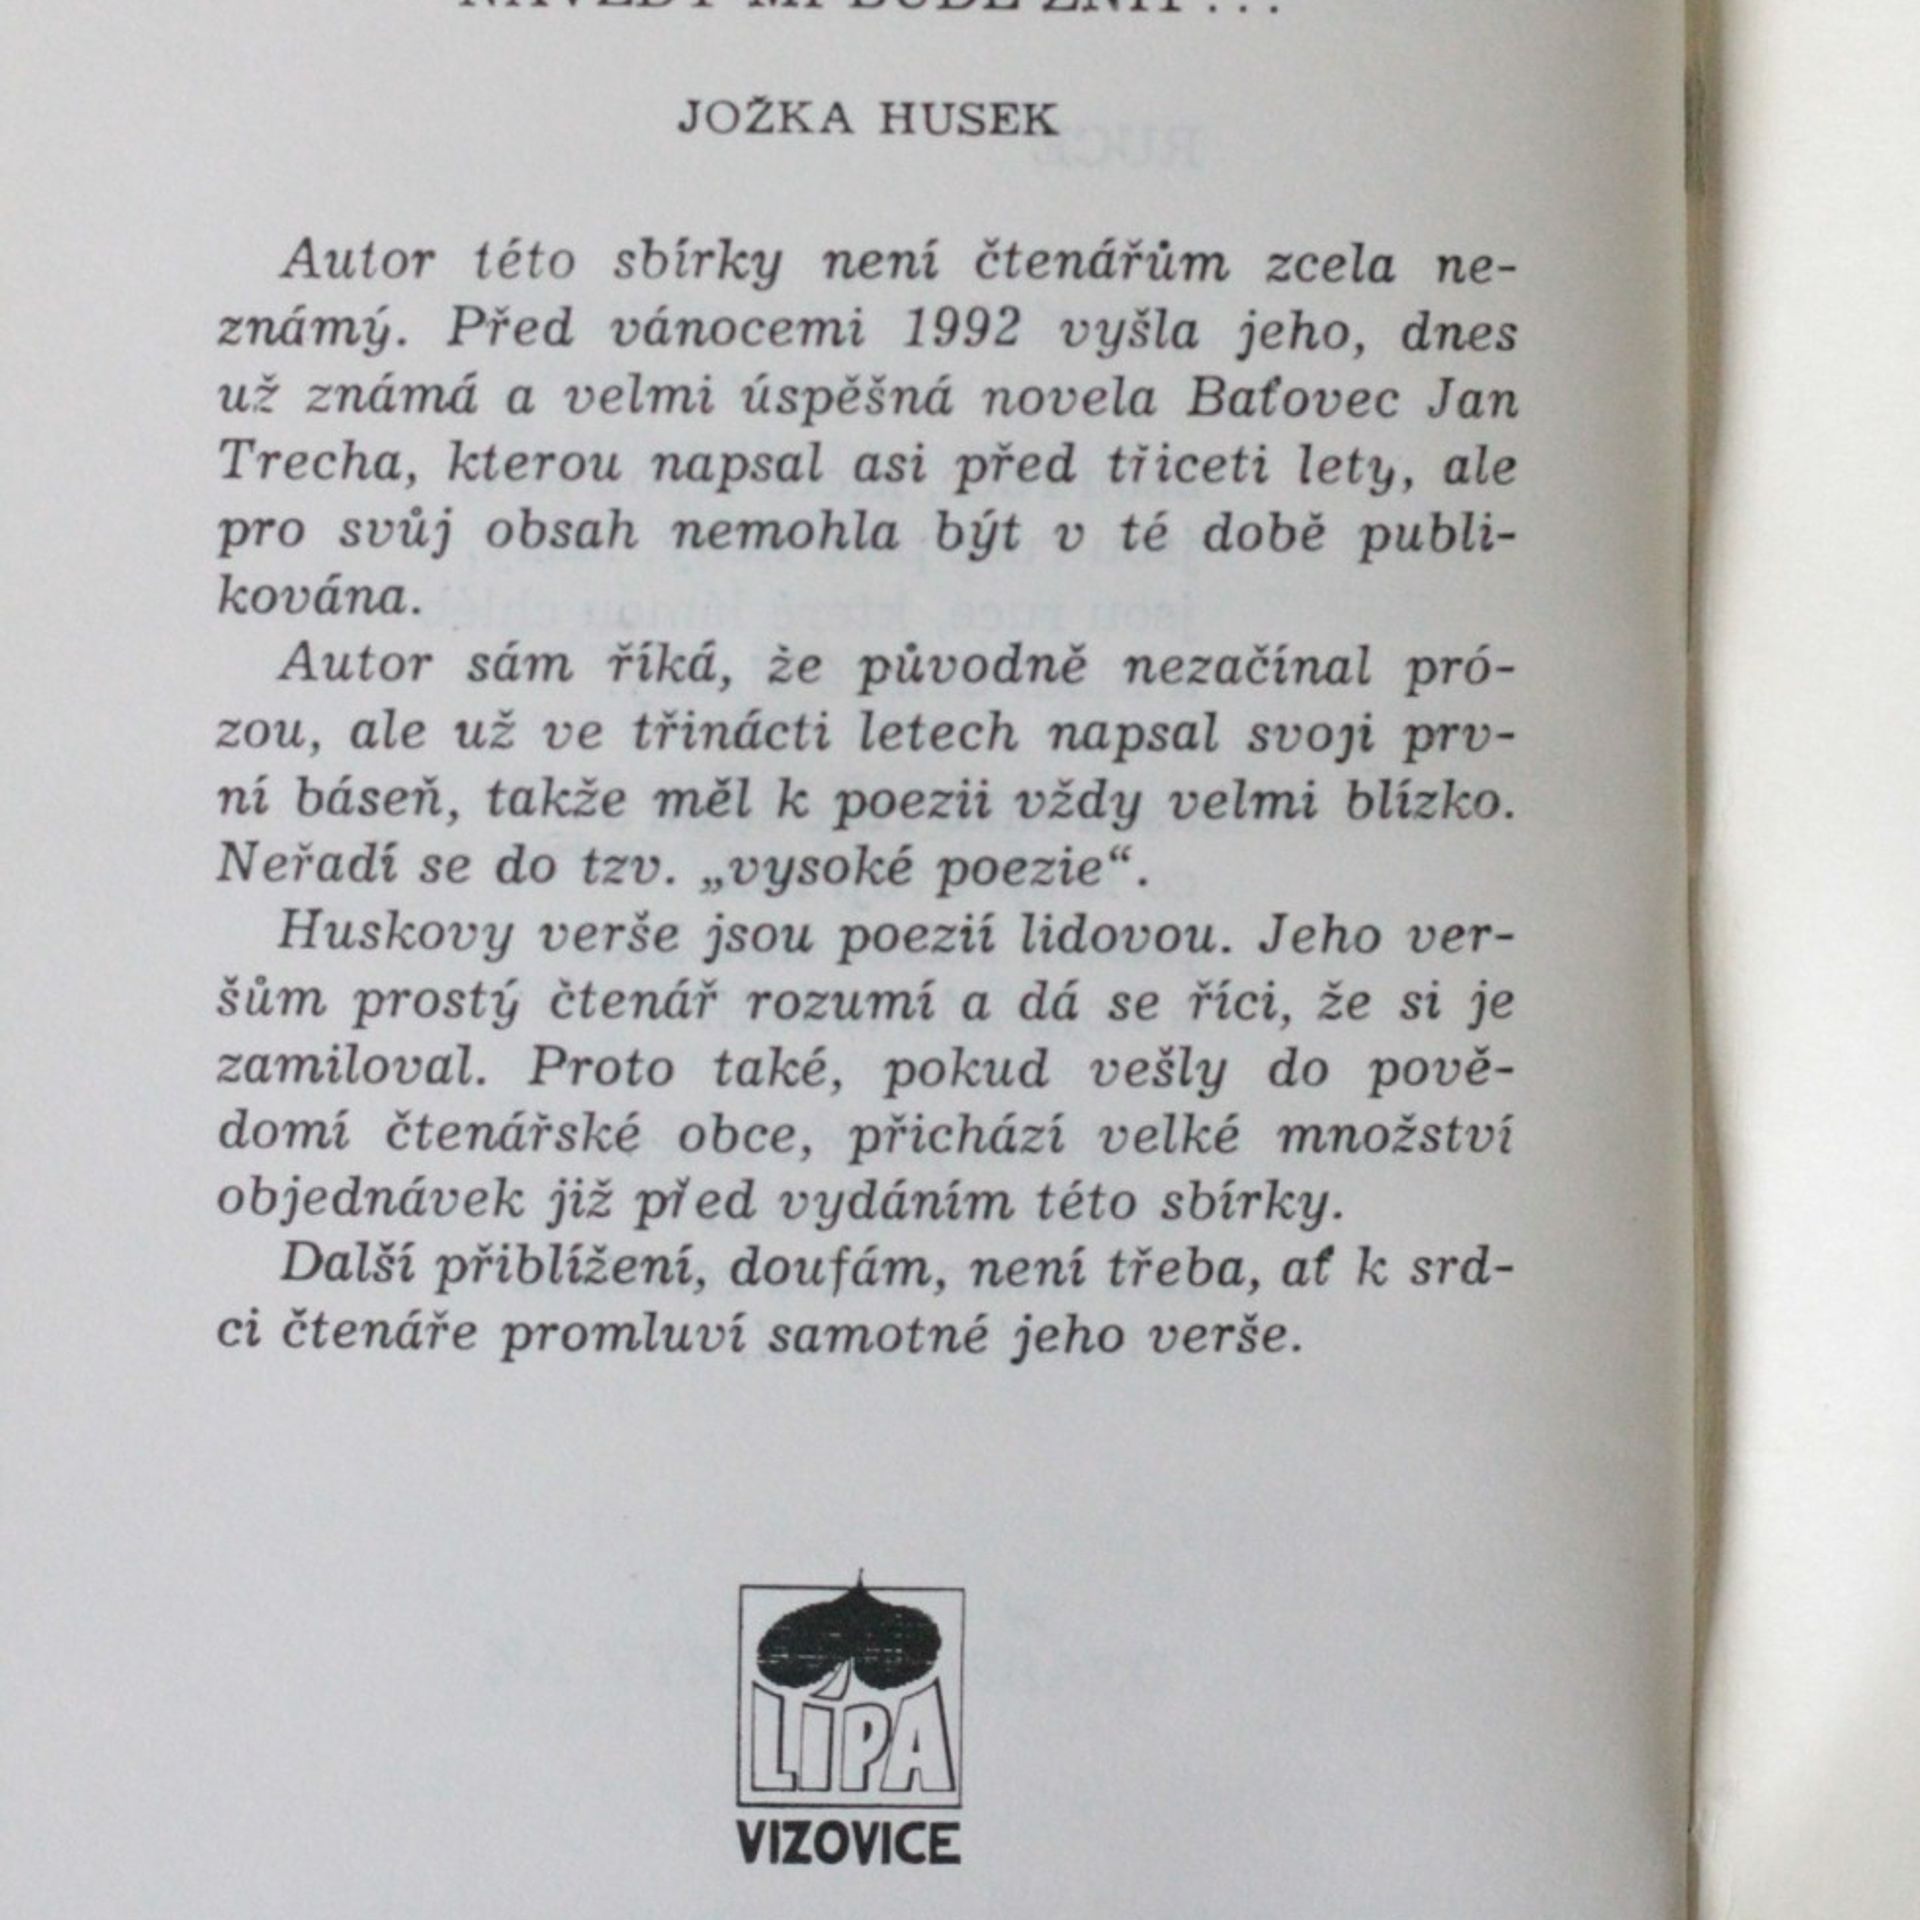 NAVĚDY MI BUDE ZNÍT...
JOŽKA HUSEK
Autor této sbírky není čtenářům zcela ne-
známý. Před vánocemi 1992 vyšla jeho, dnes
už známá a velmi úspěšná novela Baťovec Jan
Trecha, kterou napsal asi před třiceti lety, ale
pro svůj obsah nemohla být v té době publi-
kována.
Autor sám říká, že původně nezačínal pró-
zou, ale už ve třinácti letech napsal svoji prv-
ní báseň, takže měl k poezii vždy velmi blízko.
Neřadí se do tzv. „vysoké poezie“.
Huskovy verše jsou poezií lidovou. Jeho ver-
šům prostý čtenář rozumí a dá se říci, že si je
zamiloval. Proto také, pokud vešly do pově-
domí čtenářské obce, přichází velké množství
objednávek již před vydáním této sbírky.
Další přiblížení, doufám, není třeba, ať k srd-
ci čtenáře promluví samotné jeho verše.
LÍPA
VIZOVICE